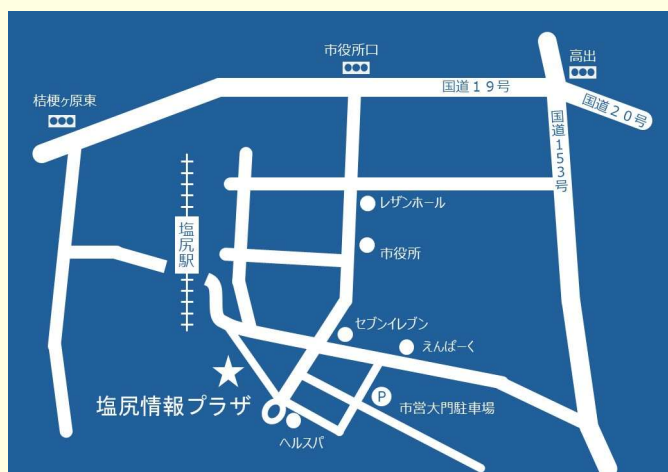 市役所口
高出
桔梗ヶ原東
国道19号
国道20号
国道153号
レザンホール
塩尻駅
市役所
セブンイレブン
えんぱーく
塩尻情報プラザ
P
市営大門駐車場
ヘルスパ